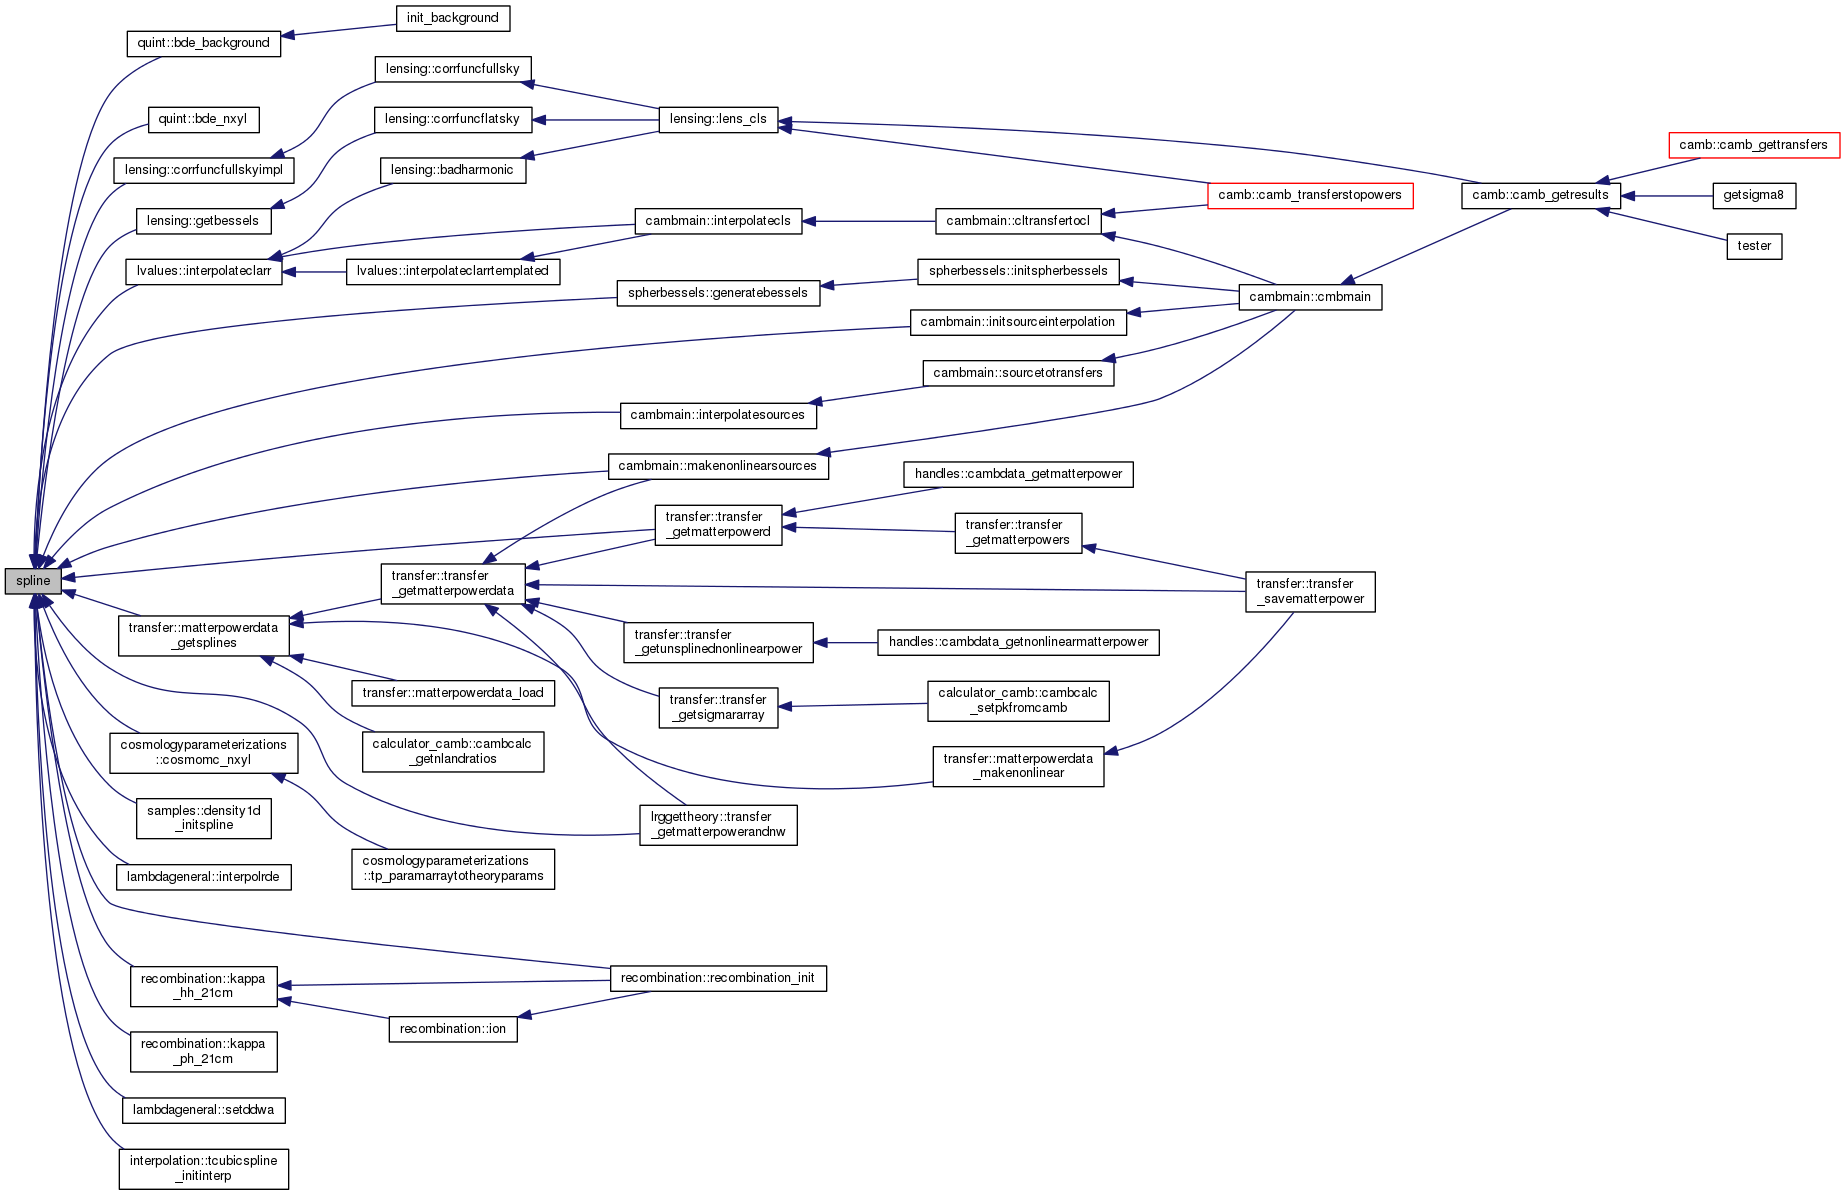 init_background
quint::bde_background
lensing::corrfuncfullsky
quint::bde_nxyl
lensing::corrfuncflatsky
lensing::lens_cls
camb::camb_gettransfers
lensing::corrfuncfullskyimpl
lensing::badharmonic
camb::camb_transferstopowers
camb::camb_getresults
getsigma8
lensing::getbessels
cambmain::interpolatecls
cambmain::cltransfertocl
tester
lvalues::interpolateclarr
lvalues::interpolateclarrtemplated
spherbessels::initspherbessels
spherbessels::generatebessels
cambmain::cmbmain
cambmain::initsourceinterpolation
cambmain::sourcetotransfers
cambmain::interpolatesources
cambmain::makenonlinearsources
handles::cambdata_getmatterpower
transfer::transfer
_getmatterpowerd
transfer::transfer
_getmatterpowers
spline
transfer::transfer
_getmatterpowerdata
transfer::transfer
_savematterpower
transfer::matterpowerdata
_getsplines
transfer::transfer
_getunsplinednonlinearpower
handles::cambdata_getnonlinearmatterpower
transfer::matterpowerdata_load
transfer::transfer
_getsigmararray
calculator_camb::cambcalc
_setpkfromcamb
cosmologyparameterizations
::cosmomc_nxyl
calculator_camb::cambcalc
_getnlandratios
transfer::matterpowerdata
_makenonlinear
samples::density1d
_initspline
lrggettheory::transfer
_getmatterpowerandnw
lambdageneral::interpolrde
cosmologyparameterizations
::tp_paramarraytotheoryparams
recombination::kappa
_hh_21cm
recombination::recombination_init
recombination::ion
recombination::kappa
_ph_21cm
lambdageneral::setddwa
interpolation::tcubicspline
_initinterp